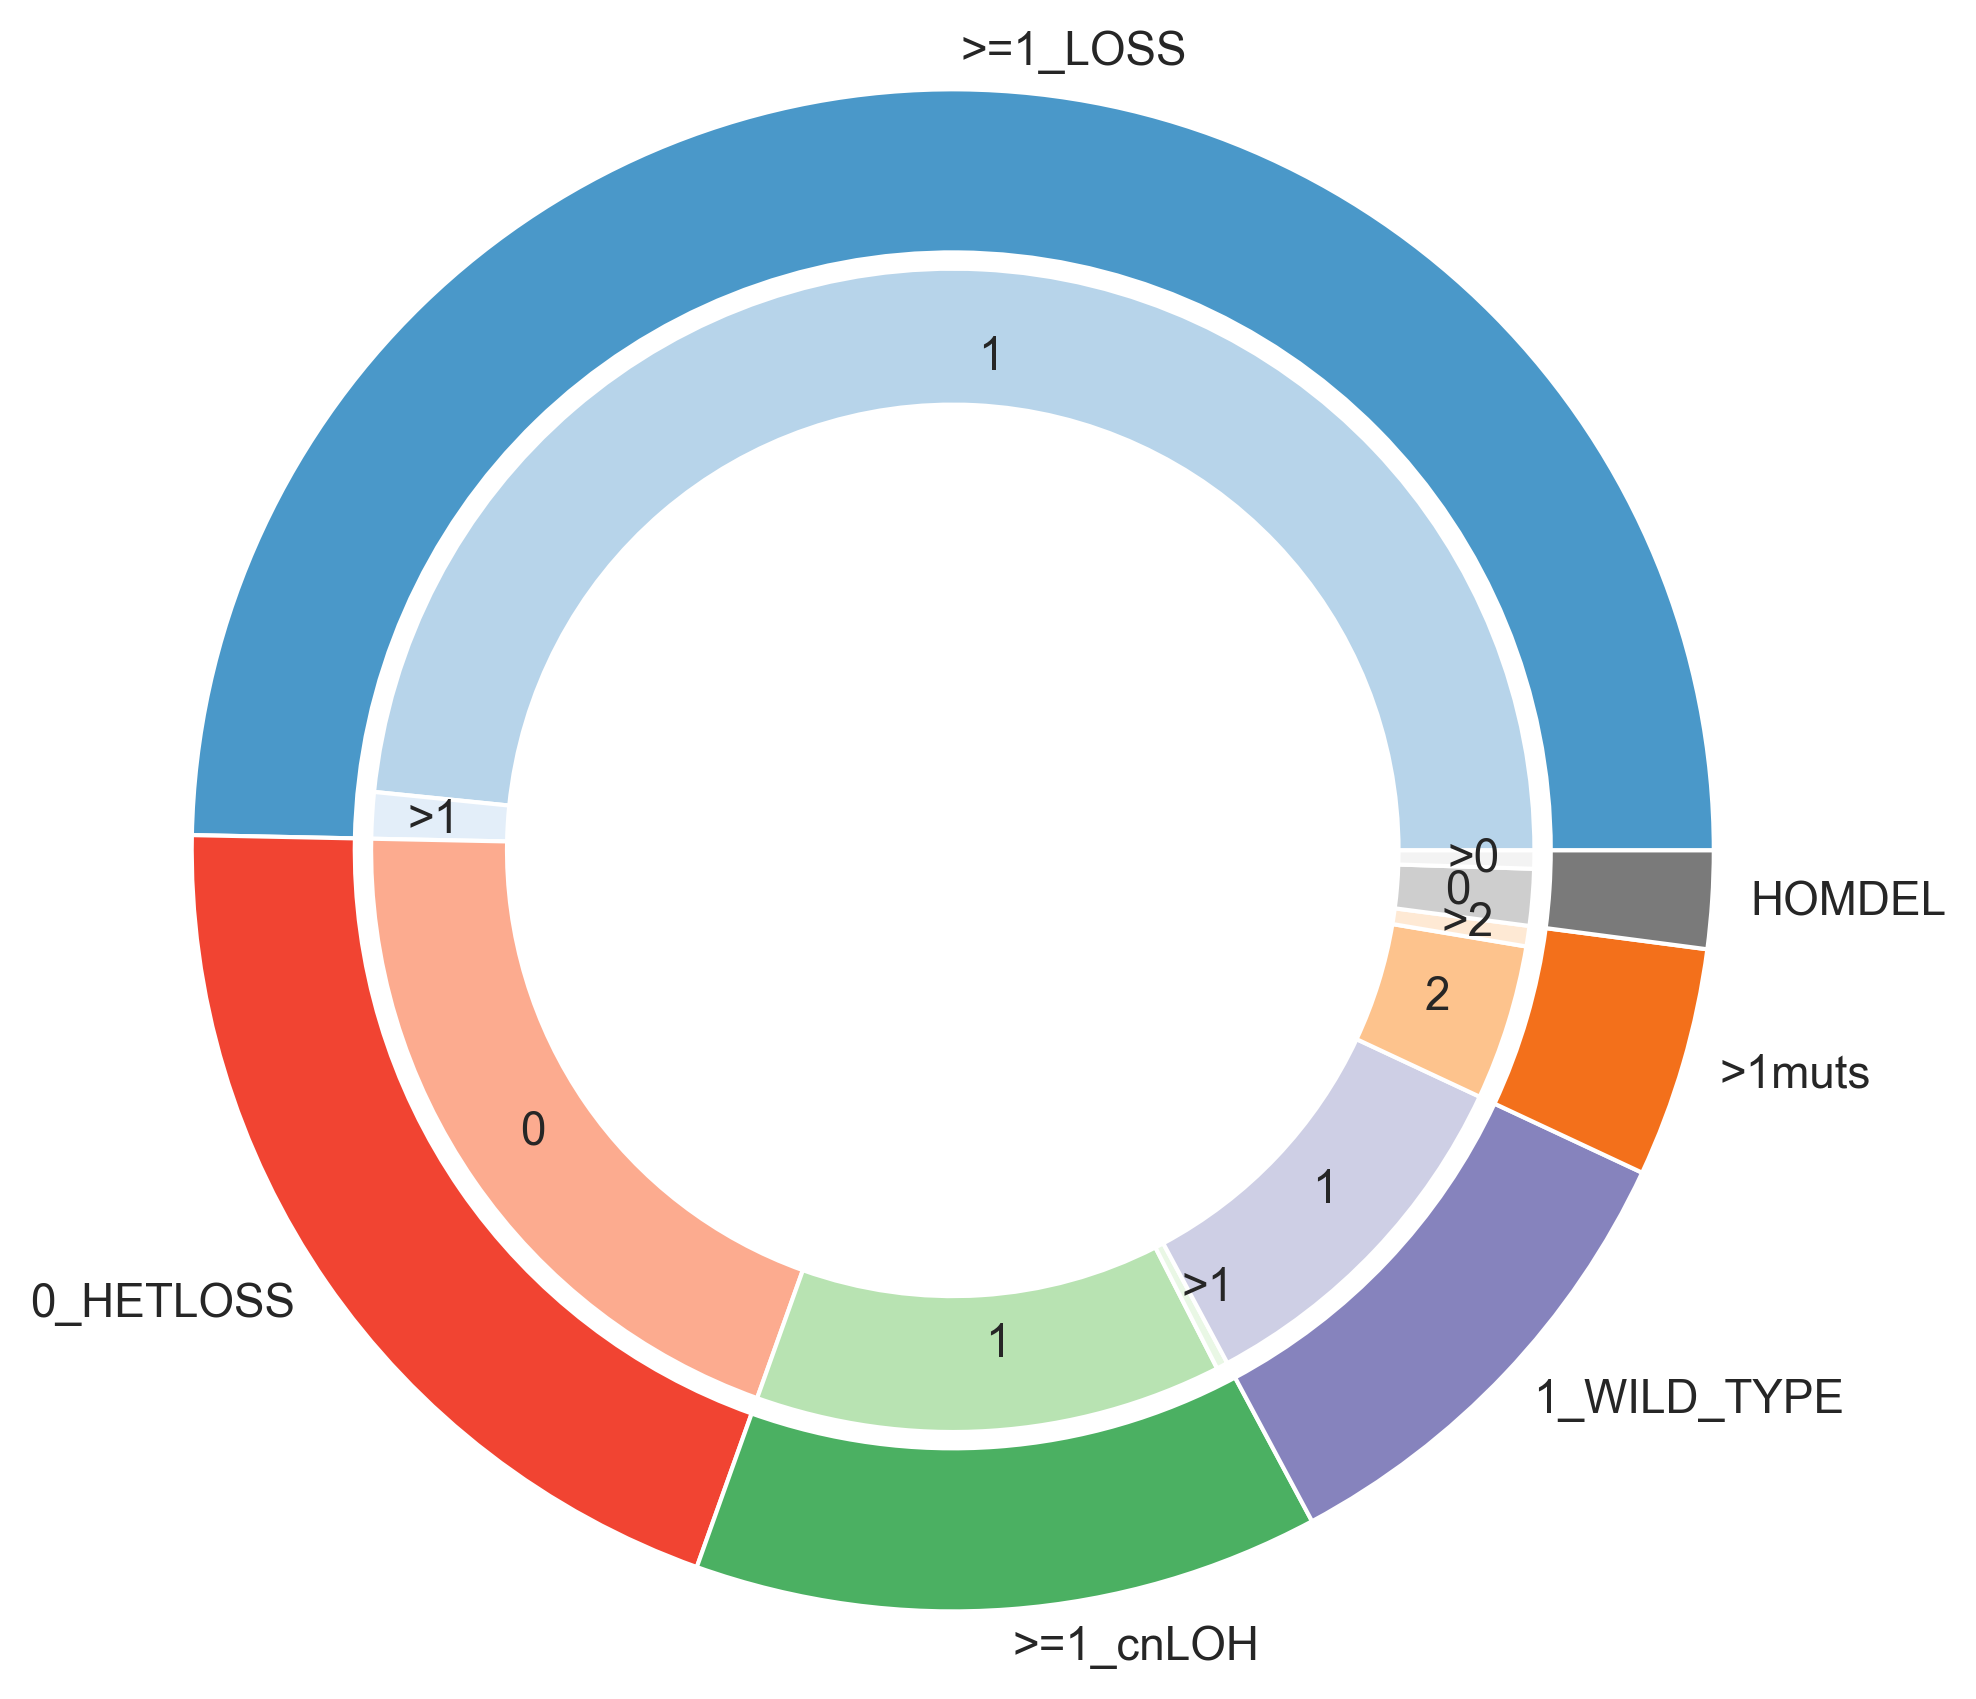 >=1_LOSS
1
>1
>0
0
HOMDEL
>2
2
>1muts
0
1
>1
0_HETLOSS
1
1_WILD_TYPE
>=1_cnLOH